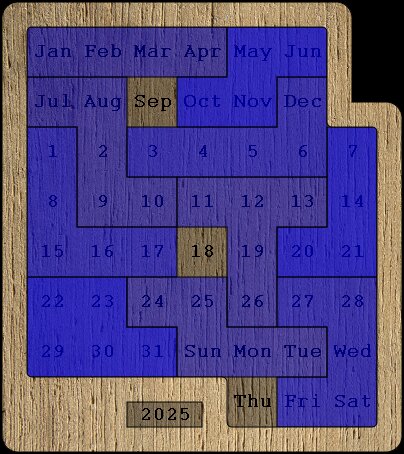 Jan Feb Mar Apr May Jun
Jul Aug Sep Oct Nov Dec
1 2 3 4 5 6 7
8 9 10 11 12 13 14
15 16 17 18 19 20 21
22 23 24 25 26 27 28
29 30 31 Sun Mon Tue Wed
Thu Fri Sat
2025